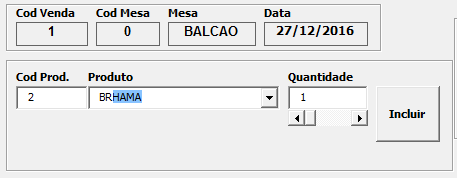 Cod Venda Cod Mesa Mesa Data
1 0 BALCAO 27/12/2016
Cod Prod. Produto Quantidade
2 BRHAMA 1 Incluir